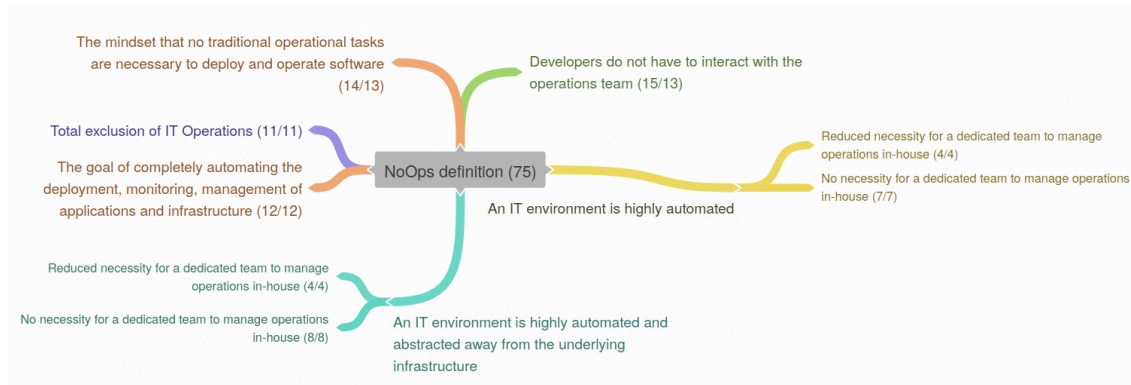 The mindset that no traditional operational tasks
are necessary to deploy and operate software
(14/13)
Developers do not have to interact with the
operations team (15/13)
Total exclusion of IT Operations (11/11)
The goal of completely automating the
deployment, monitoring, management of
applications and infrastructure (12/12)
NoOps definition (75)
An IT environment is highly automated
Reduced necessity for a dedicated team to manage
operations in-house (4/4)
No necessity for a dedicated team to manage operations
in-house (7/7)
Reduced necessity for a dedicated team to manage
operations in-house (4/4)
No necessity for a dedicated team to manage operations
in-house (8/8)
An IT environment is highly automated and
abstracted away from the underlying
infrastructure